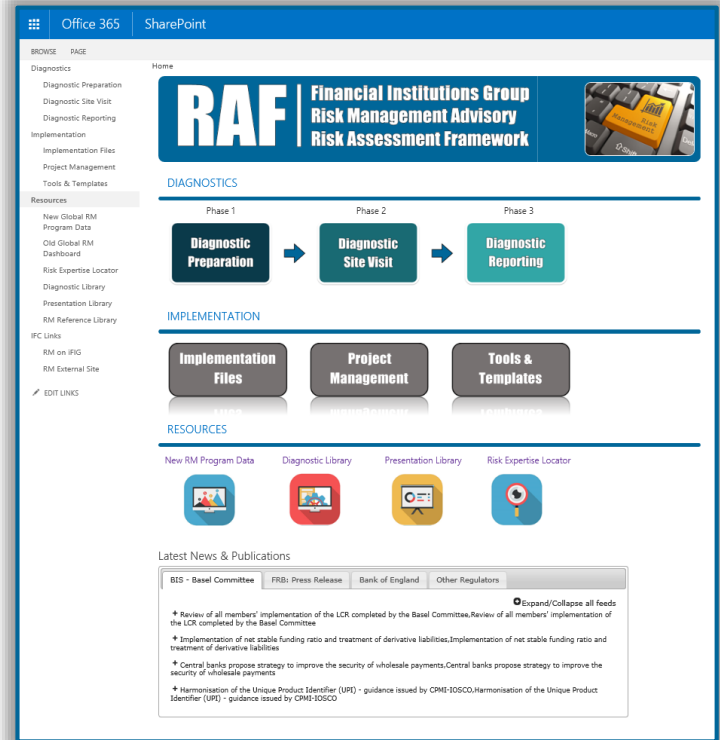 Office 365 SharePoint
BROWSE PAGE
Diagnostics
Diagnostic Preparation
Diagnostic Site Visit
Diagnostic Reporting
Implementation
Implementation Files
Project Management
Tools & Templates
Resources
New Global RM
Program Data
Old Global RM
Dashboard
Risk Expertise Locator
Diagnostic Library
Presentation Library
RM Reference Library
IFC Links
RM on iFIG
RM External Site
EDIT LINKS
Home
RAF
Financial Institutions Group
Risk Management Advisory
Risk Assessment Framework
Risk
Management
Shift
DIAGNOSTICS
Phase 1 Phase 2 Phase 3
Diagnostic
Preparation
Diagnostic
Site Visit
Diagnostic
Reporting
IMPLEMENTATION
Implementation
Files
Project
Management
Tools &
Templates
RESOURCES
New RM Program Data Diagnostic Library Presentation Library Risk Expertise Locator
Latest News & Publications
BIS - Basel Committee FRB: Press Release Bank of England Other Regulators
Expand/Collapse all feeds
+ Review of all members' implementation of the LCR completed by the Basel Committee,Review of all members' implementation of
the LCR completed by the Basel Committee
+ Implementation of net stable funding ratio and treatment of derivative liabilities,Implementation of net stable funding ratio and
treatment of derivative liabilities
+ Central banks propose strategy to improve the security of wholesale payments,Central banks propose strategy to improve the
security of wholesale payments
+ Harmonisation of the Unique Product Identifier (UPI) - guidance issued by CPMI-IOSCO,Harmonisation of the Unique Product
Identifier (UPI) - guidance issued by CPMI-IOSCO